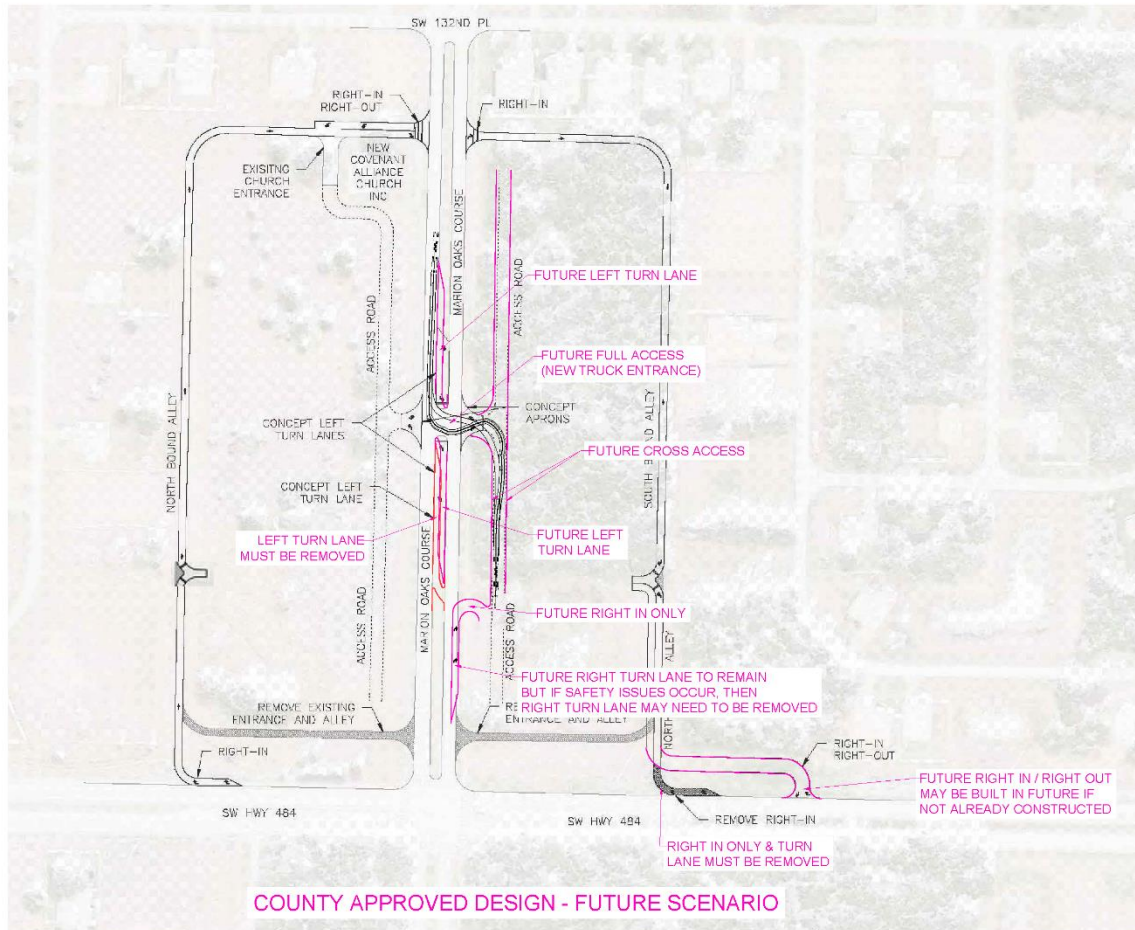 SW 132ND PL
RIGHT-IN
RIGHT-OUT
RIGHT-IN
EXISITNG
CHURCH
ENTRANCE
NEW
COVENANT
ALLIANCE
CHURCH
INC
MARION OAKS COURSE
ACCESS ROAD
FUTURE LEFT TURN LANE
ACCESS ROAD
FUTURE FULL ACCESS
(NEW TRUCK ENTRANCE)
CONCEPT
APRONS
CONCEPT LEFT
TURN LANES
NORTH BOUND ALLEY
SOUTH BOUND ALLEY
FUTURE CROSS ACCESS
CONCEPT LEFT
TURN LANE
LEFT TURN LANE
MUST BE REMOVED
FUTURE LEFT
TURN LANE
MARION OAKS COURSE
ACCESS ROAD
FUTURE RIGHT IN ONLY
ACCESS ROAD
ALLEY
FUTURE RIGHT TURN LANE TO REMAIN
BUT IF SAFETY ISSUES OCCUR, THEN
RIGHT TURN LANE MAY NEED TO BE REMOVED
REMOVE EXISTING
ENTRANCE AND ALLEY
RE
ENTRANCE AND ALLEY
NORTH
RIGHT-IN
RIGHT-IN
RIGHT-OUT
FUTURE RIGHT IN / RIGHT OUT
MAY BE BUILT IN FUTURE IF
NOT ALREADY CONSTRUCTED
SW HWY 484
SW HWY 484
REMOVE RIGHT-IN
RIGHT IN ONLY & TURN
LANE MUST BE REMOVED
COUNTY APPROVED DESIGN - FUTURE SCENARIO